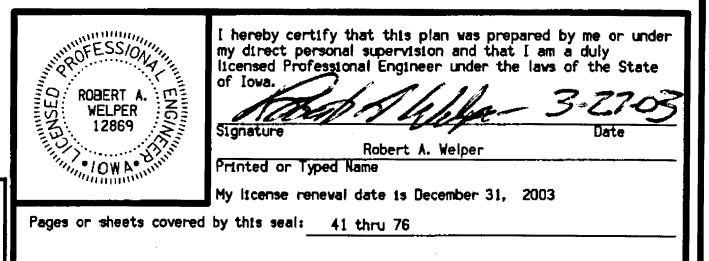 LICENSED PROFESSIONAL ENGINEER
ROBERT A.
WELPER
12869
IOWA
I hereby certify that this plan was prepared by me or under
my direct personal supervision and that I am a duly
licensed Professional Engineer under the laws of the State
of Iowa.
Robert A Welper 3-27-03
Signature Date
Robert A. Welper
Printed or Typed Name
My license renewal date is December 31, 2003
Pages or sheets covered by this seal: 41 thru 76